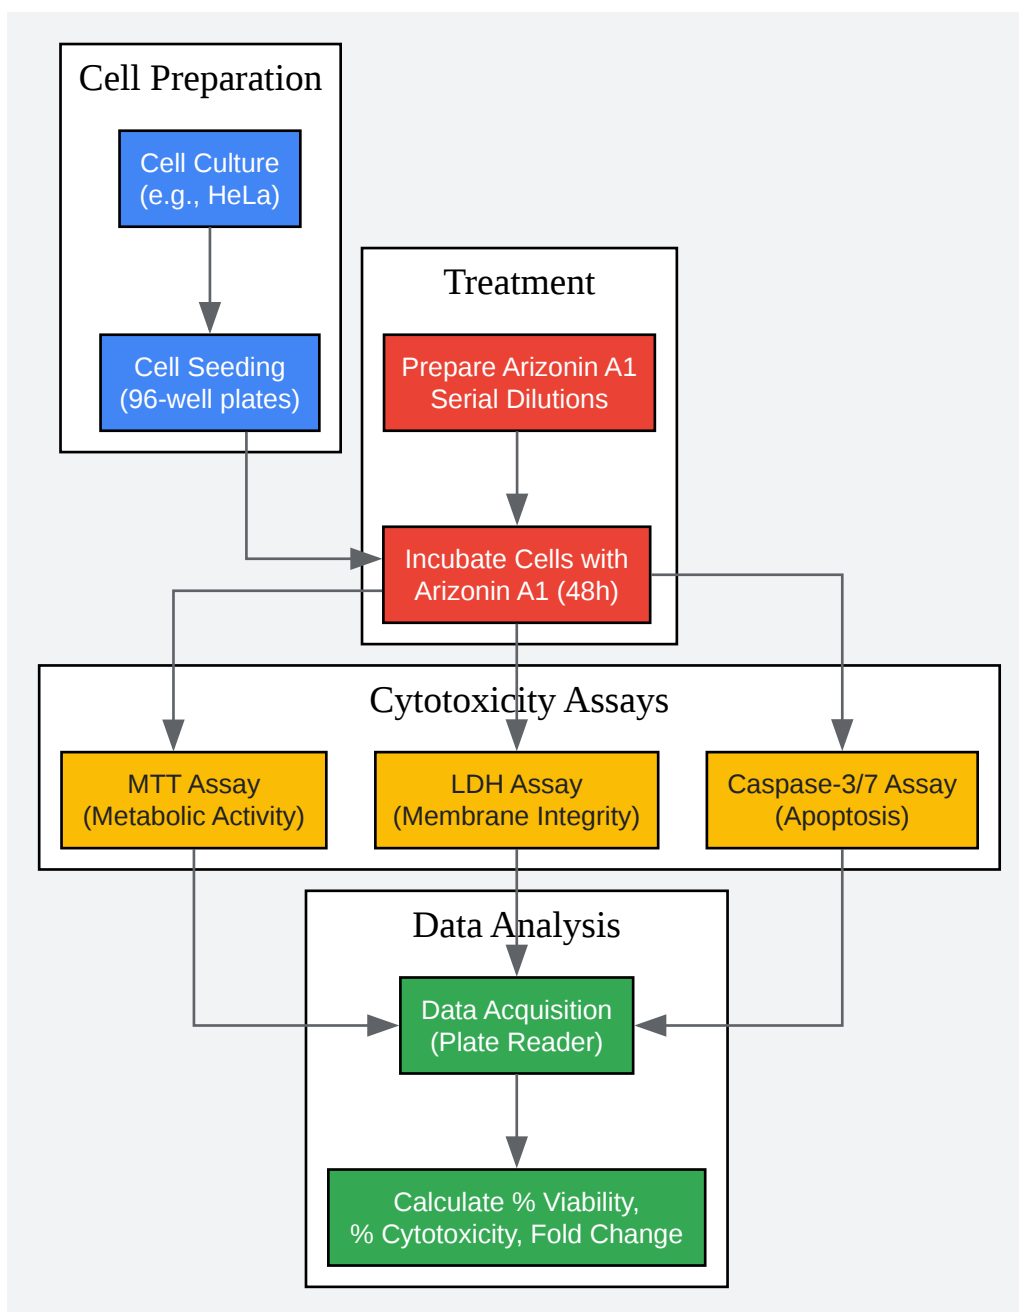 Cell Preparation
Cell Culture
(e.g., HeLa)
Cell Seeding
(96-well plates)
Treatment
Prepare Arizonin A1
Serial Dilutions
Incubate Cells with
Arizonin A1 (48h)
Cytotoxicity Assays
MTT Assay
(Metabolic Activity)
LDH Assay
(Membrane Integrity)
Caspase-3/7 Assay
(Apoptosis)
Data Analysis
Data Acquisition
(Plate Reader)
Calculate % Viability,
% Cytotoxicity, Fold Change